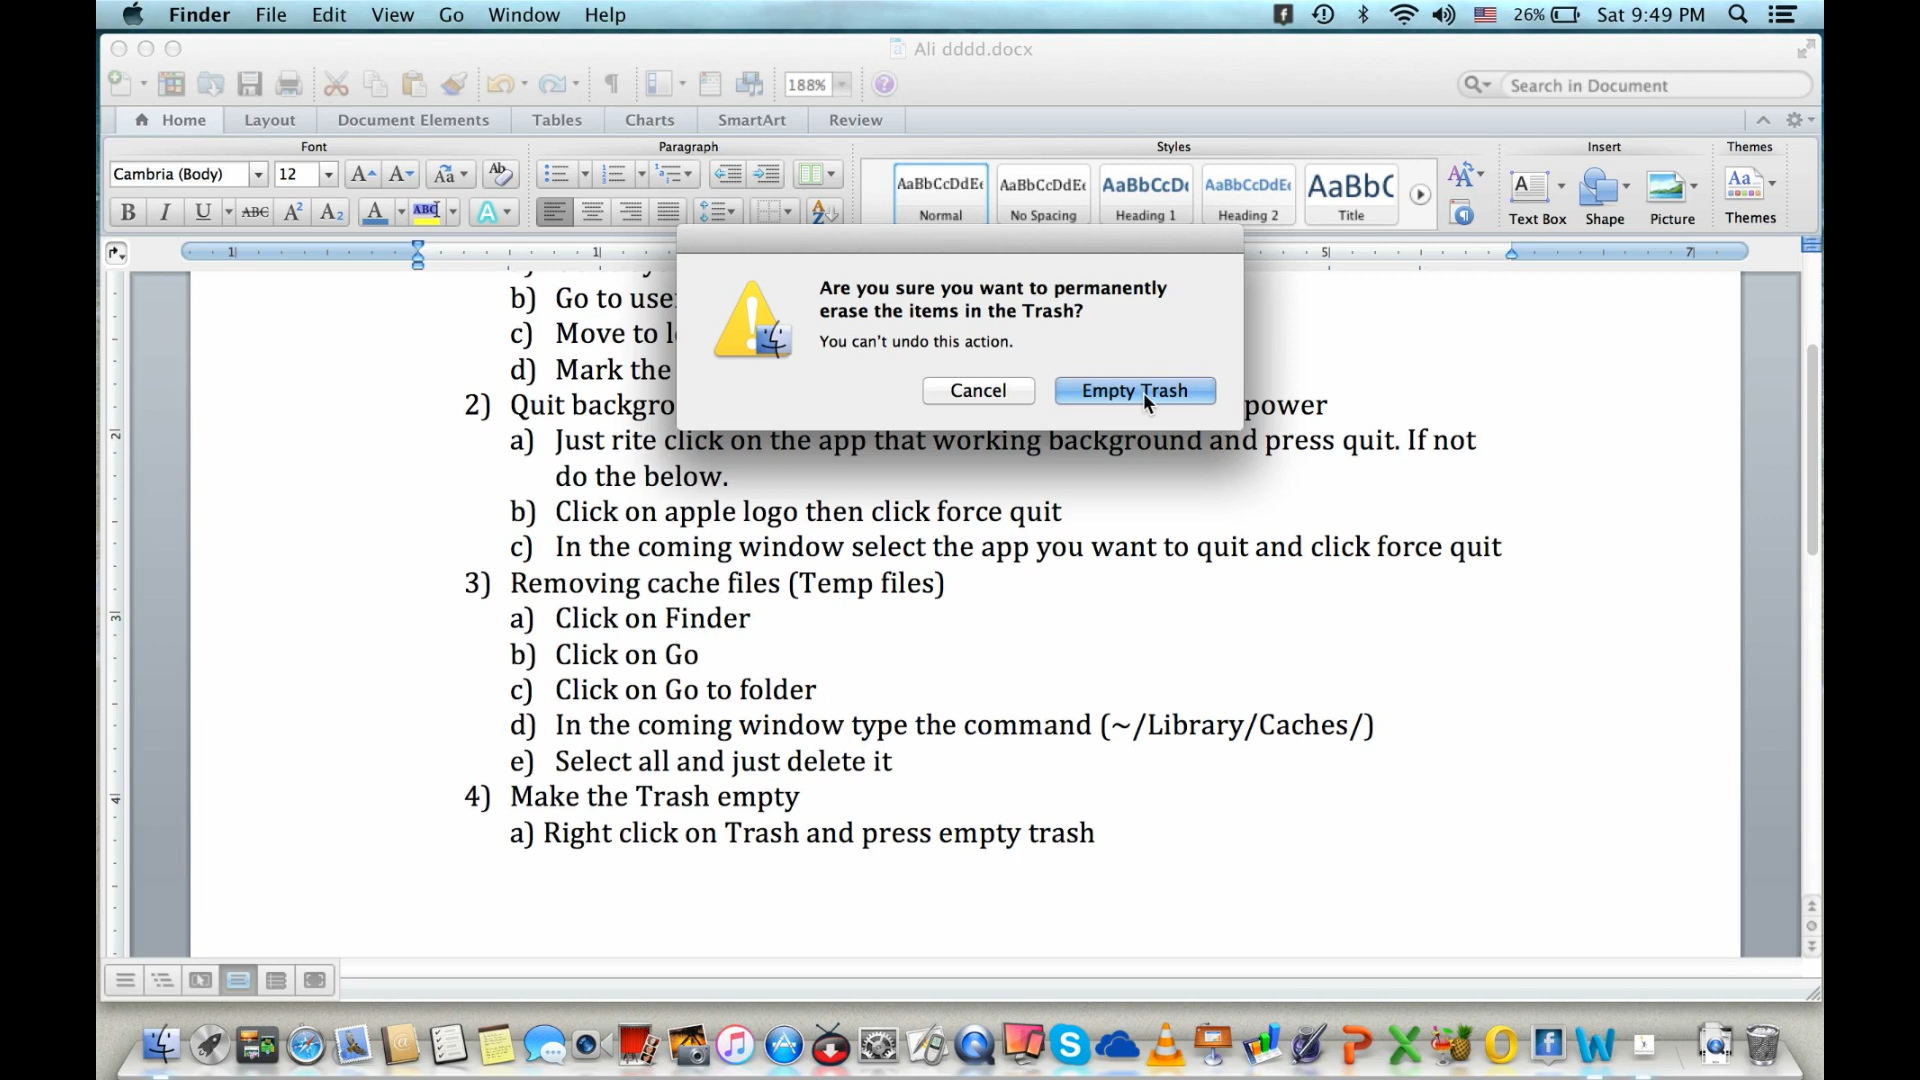 Finder File Edit View Go Window Help 26% Sat 9:49 PM
Ali dddd.docx
188% Search in Document
Home Layout Document Elements Tables Charts SmartArt Review
Font Paragraph Styles Insert Themes
Cambria (Body) 12
AaBbCcDdEe AaBbCcDdEe AaBbCcDc AaBbCcDdEe AaBbC
Normal No Spacing Heading 1 Heading 2 Title
Text Box Shape Picture Themes
B I U ABC A² A₂ A ABC A
Are you sure you want to permanently
erase the items in the Trash?
You can't undo this action.
Cancel Empty Trash
b) Go to use
c) Move to
d) Mark the
2) Quit backgro power
a) Just rite click on the app that working background and press quit. If not
do the below.
b) Click on apple logo then click force quit
c) In the coming window select the app you want to quit and click force quit
3) Removing cache files (Temp files)
a) Click on Finder
b) Click on Go
c) Click on Go to folder
d) In the coming window type the command (~/Library/Caches/)
e) Select all and just delete it
4) Make the Trash empty
a) Right click on Trash and press empty trash